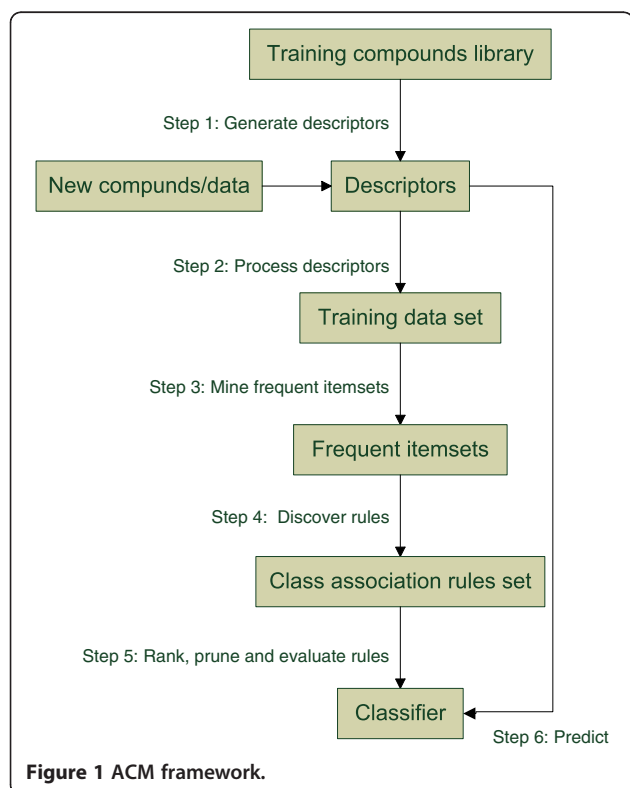 Training compounds library
Step 1: Generate descriptors
New compunds/data
Descriptors
Step 2: Process descriptors
Training data set
Step 3: Mine frequent itemsets
Frequent itemsets
Step 4: Discover rules
Class association rules set
Step 5: Rank, prune and evaluate rules
Classifier
Step 6: Predict
Figure 1 ACM framework.